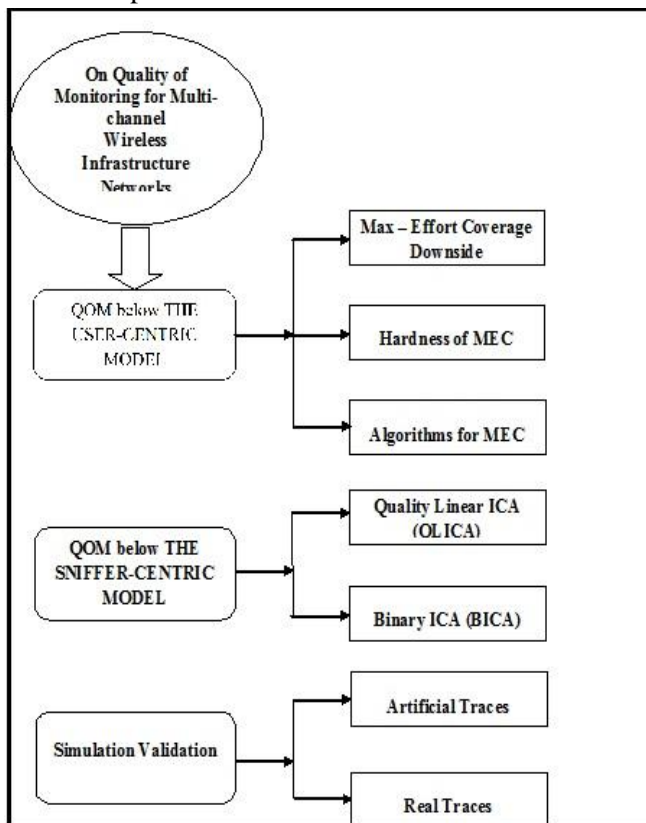 On Quality of
Monitoring for Multi-
channel
Wireless
Infrastructure
Networks
QOM below THE
USER-CENTRIC
MODEL
Max – Effort Coverage
Downside
Hardness of MEC
Algorithms for MEC
QOM below THE
SNIFFER-CENTRIC
MODEL
Quality Linear ICA
(QLICA)
Binary ICA (BICA)
Simulation Validation
Artificial Traces
Real Traces